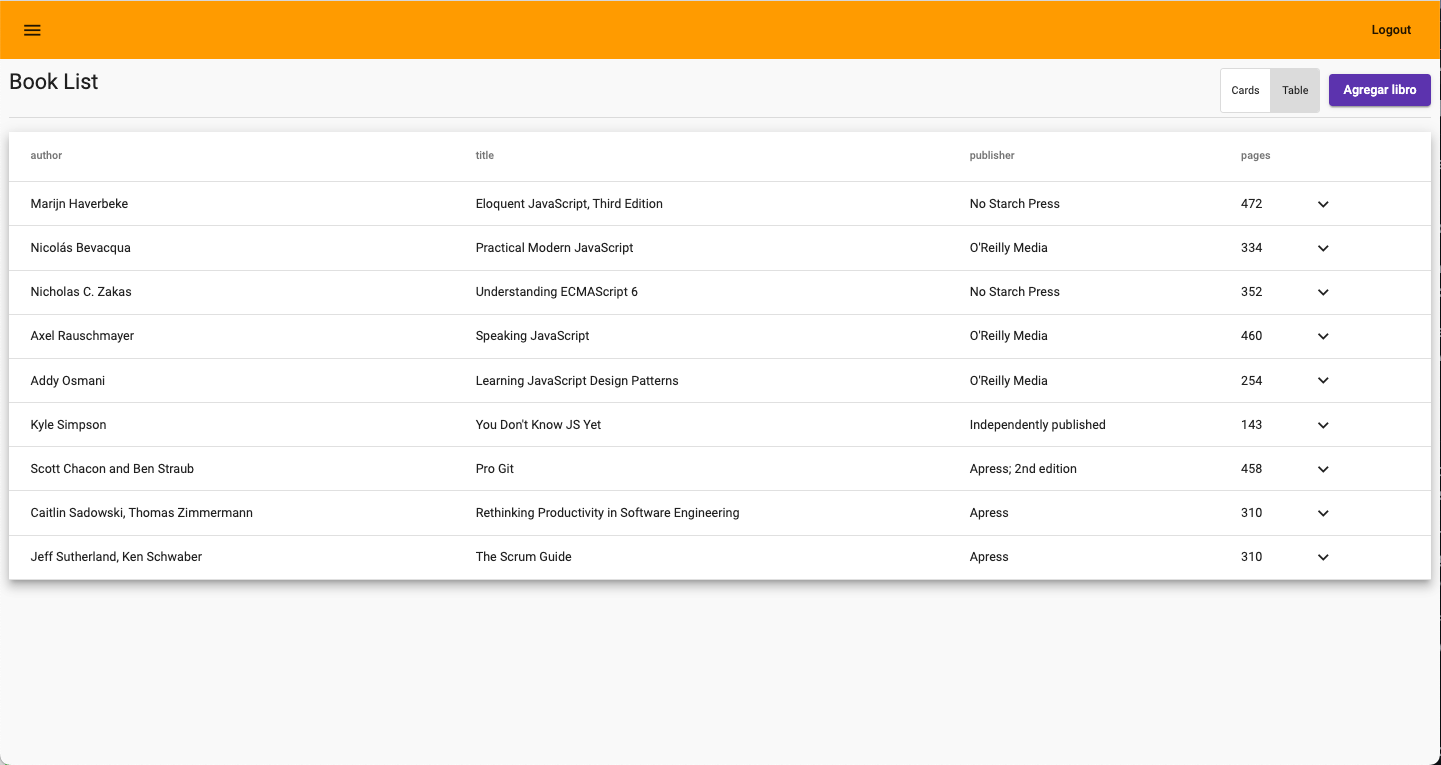 Logout
Book List
Cards Table Agregar libro
author title publisher pages
Marijn Haverbeke Eloquent JavaScript, Third Edition No Starch Press 472
Nicolás Bevacqua Practical Modern JavaScript O'Reilly Media 334
Nicholas C. Zakas Understanding ECMAScript 6 No Starch Press 352
Axel Rauschmayer Speaking JavaScript O'Reilly Media 460
Addy Osmani Learning JavaScript Design Patterns O'Reilly Media 254
Kyle Simpson You Don't Know JS Yet Independently published 143
Scott Chacon and Ben Straub Pro Git Apress; 2nd edition 458
Caitlin Sadowski, Thomas Zimmermann Rethinking Productivity in Software Engineering Apress 310
Jeff Sutherland, Ken Schwaber The Scrum Guide Apress 310